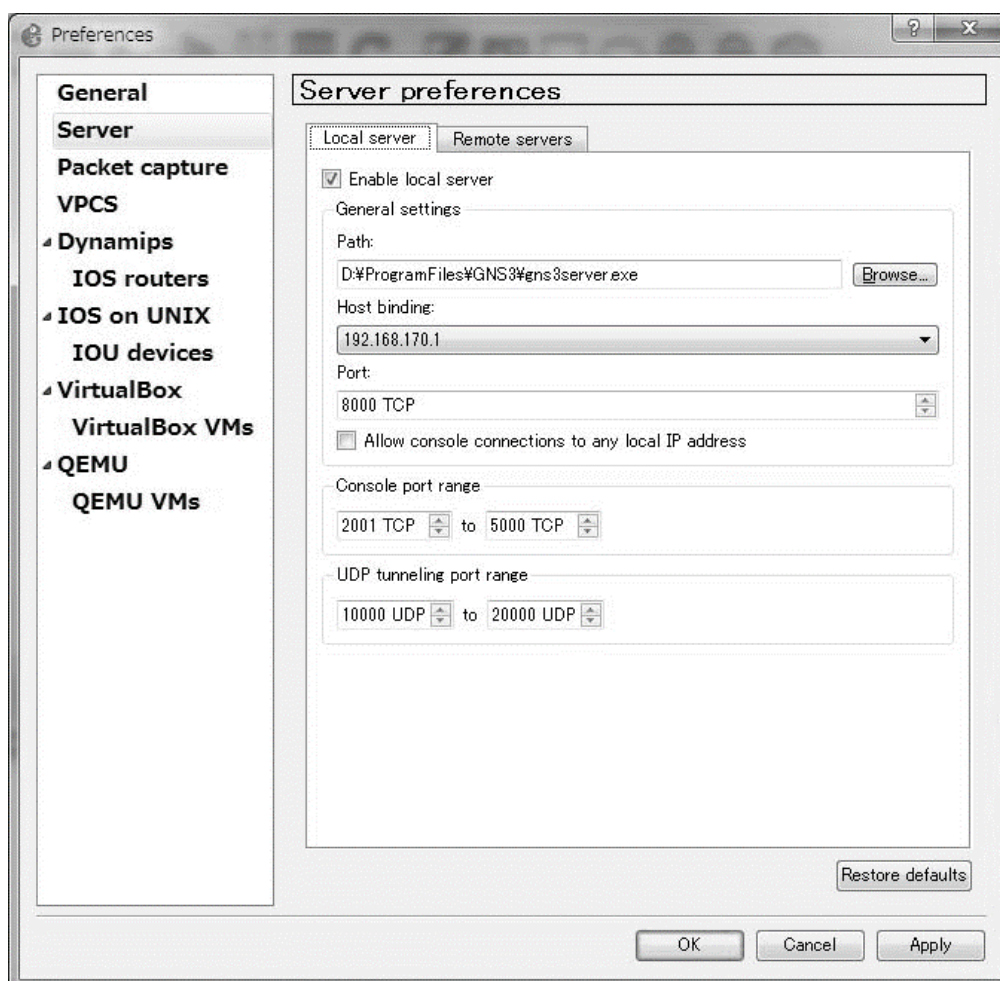 Preferences
General
Server
Packet capture
VPCS
Dynamips
IOS routers
IOS on UNIX
IOU devices
VirtualBox
VirtualBox VMs
QEMU
QEMU VMs
Server preferences
Local server
Remote servers
Enable local server
General settings
Path:
D:¥ProgramFiles¥GNS3¥gns3server.exe
Browse...
Host binding:
192.168.170.1
Port:
8000 TCP
Allow console connections to any local IP address
Console port range
2001 TCP to 5000 TCP
UDP tunneling port range
10000 UDP to 20000 UDP
Restore defaults
OK
Cancel
Apply